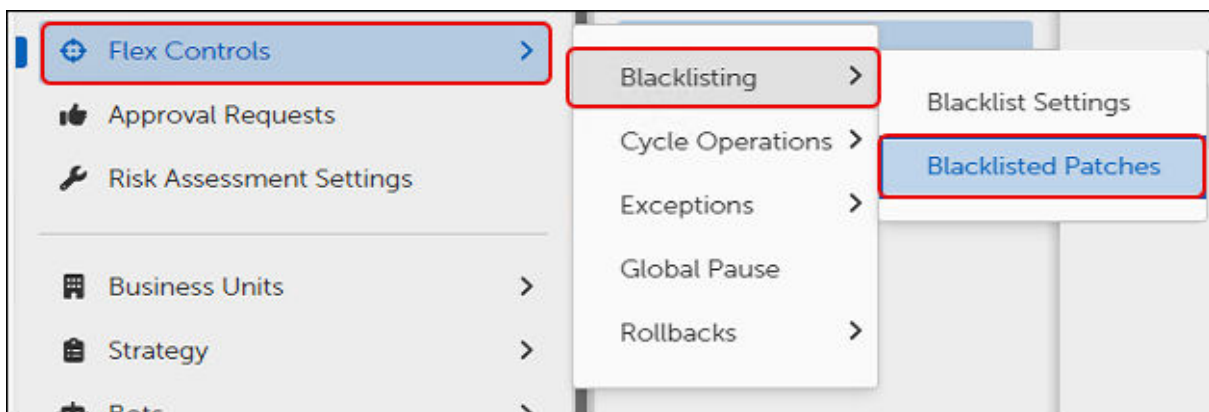 Flex Controls
Approval Requests
Risk Assessment Settings
Business Units
Strategy
Bots
Blacklisting
Cycle Operations
Exceptions
Global Pause
Rollbacks
Blacklist Settings
Blacklisted Patches